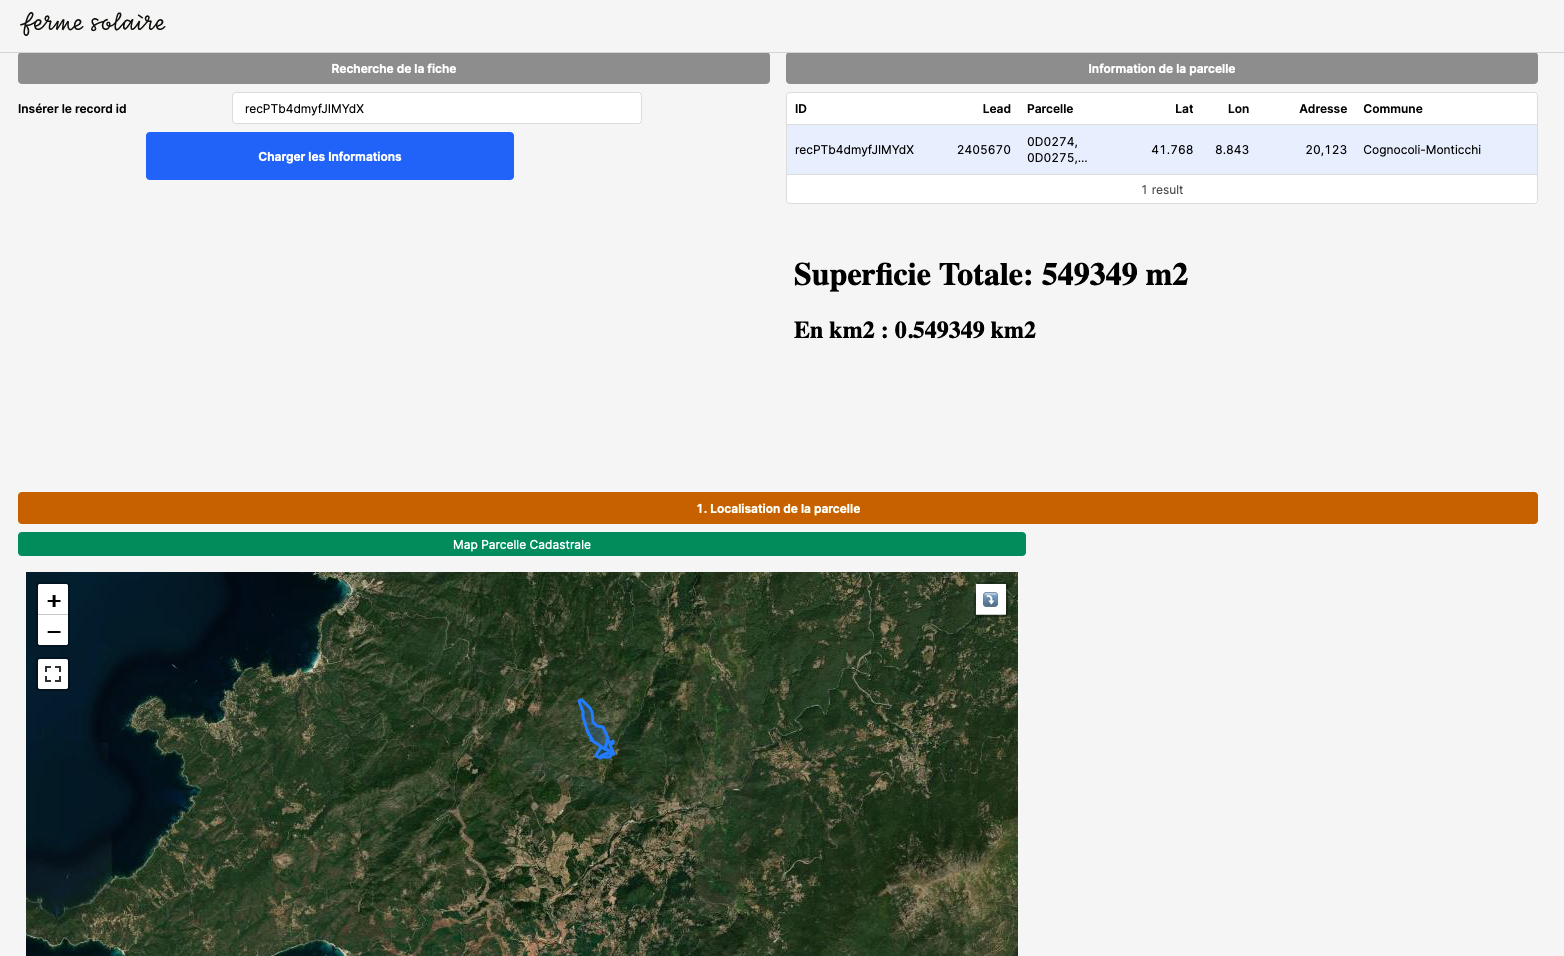 ferme solaire
Recherche de la fiche
Insérer le record id
recPTb4dmyfJIMYdX
Charger les Informations
Information de la parcelle
ID Lead Parcelle Lat Lon Adresse Commune
recPTb4dmyfJIMYdX 2405670 0D0274, 0D0275,... 41.768 8.843 20,123 Cognocoli-Monticchi
1 result
Superficie Totale: 549349 m2
En km2 : 0.549349 km2
1. Localisation de la parcelle
Map Parcelle Cadastrale
+
−